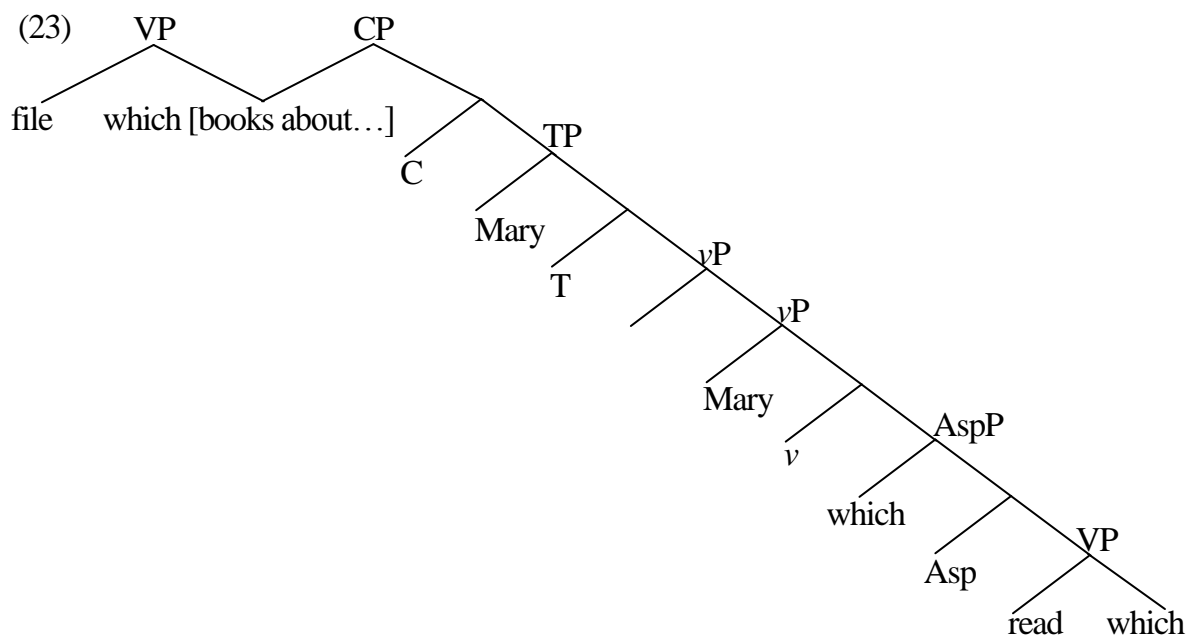 (23) VP CP
file which [books about…]
C TP
Mary
T vP
vP
Mary
v AspP
which
Asp VP
read which